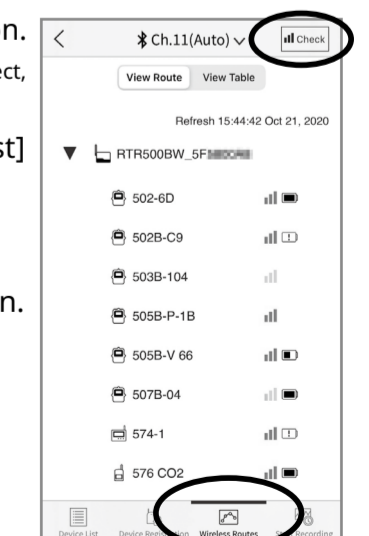 n.
ect,
st]
n.
Ch.11(Auto)
Check
View Route View Table
Refresh 15:44:42 Oct 21, 2020
RTR500BW_5F
502-6D
502B-C9
503B-104
505B-P-1B
505B-V 66
507B-04
574-1
576 CO2
Device List Device Registration Wireless Routes Recording